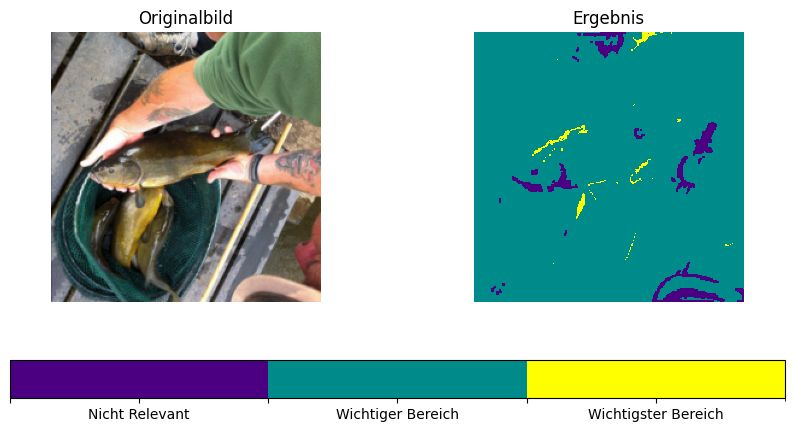 Originalbild
Ergebnis
Nicht Relevant
Wichtiger Bereich
Wichtigster Bereich